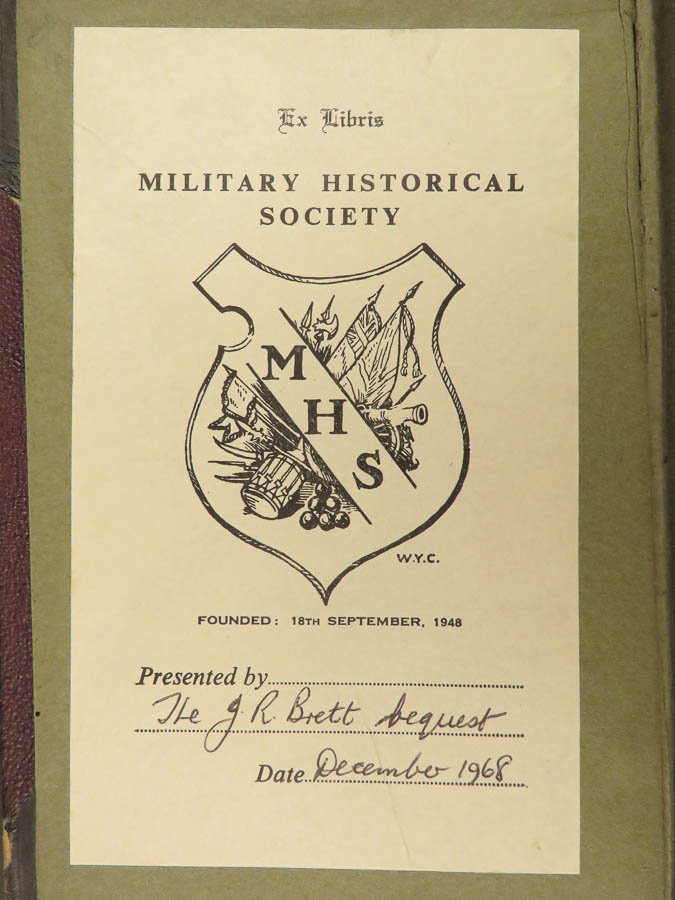 Ex Libris
MILITARY HISTORICAL
SOCIETY
M
H
S
W.Y.C.
FOUNDED: 18TH SEPTEMBER, 1948
Presented by
The J. R. Brett bequest
Date December 1968